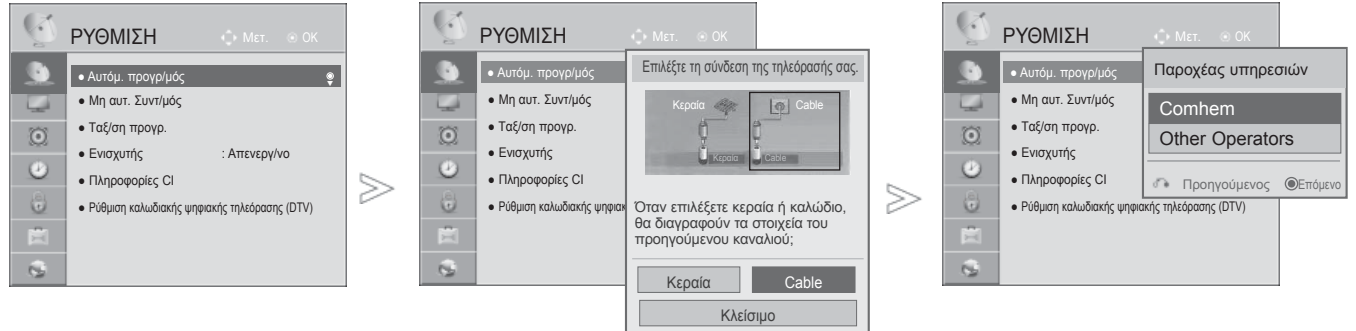 ΡΥΘΜΙΣΗ Μετ. OK
● Αυτόμ. προγρ/μός
● Μη αυτ. Συντ/μός
● Ταξ/ση προγρ.
● Ενισχυτής : Απενεργ/νο
● Πληροφορίες CI
● Ρύθμιση καλωδιακής ψηφιακής τηλεόρασης (DTV)
ΡΥΘΜΙΣΗ Μετ. OK
● Αυτόμ. προγρ/μός
● Μη αυτ. Συντ/μός
● Ταξ/ση προγρ.
● Ενισχυτής
● Πληροφορίες CI
● Ρύθμιση καλωδιακής ψηφιακ
Επιλέξτε τη σύνδεση της τηλεόρασής σας.
Κεραία Cable
Κεραία Cable
Όταν επιλέξετε κεραία ή καλώδιο,
θα διαγραφούν τα στοιχεία του
προηγούμενου καναλιού;
Κεραία Cable
Κλείσιμο
ΡΥΘΜΙΣΗ Μετ. OK
● Αυτόμ. προγρ/μός
● Μη αυτ. Συντ/μός
● Ταξ/ση προγρ.
● Ενισχυτής
● Πληροφορίες CI
● Ρύθμιση καλωδιακής ψηφιακής τηλεόρασης (DTV)
Παροχέας υπηρεσιών
Comhem
Other Operators
Προηγούμενος Επόμενο